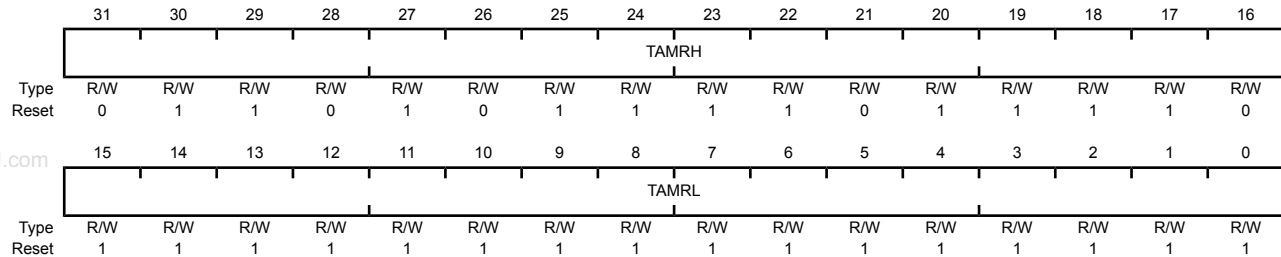 31 30 29 28 27 26 25 24 23 22 21 20 19 18 17 16
TAMRH
Type R/W R/W R/W R/W R/W R/W R/W R/W R/W R/W R/W R/W R/W R/W R/W R/W
Reset 0 1 1 0 1 0 1 1 1 1 0 1 1 1 1 0
15 14 13 12 11 10 9 8 7 6 5 4 3 2 1 0
TAMRL
Type R/W R/W R/W R/W R/W R/W R/W R/W R/W R/W R/W R/W R/W R/W R/W R/W
Reset 1 1 1 1 1 1 1 1 1 1 1 1 1 1 1 1